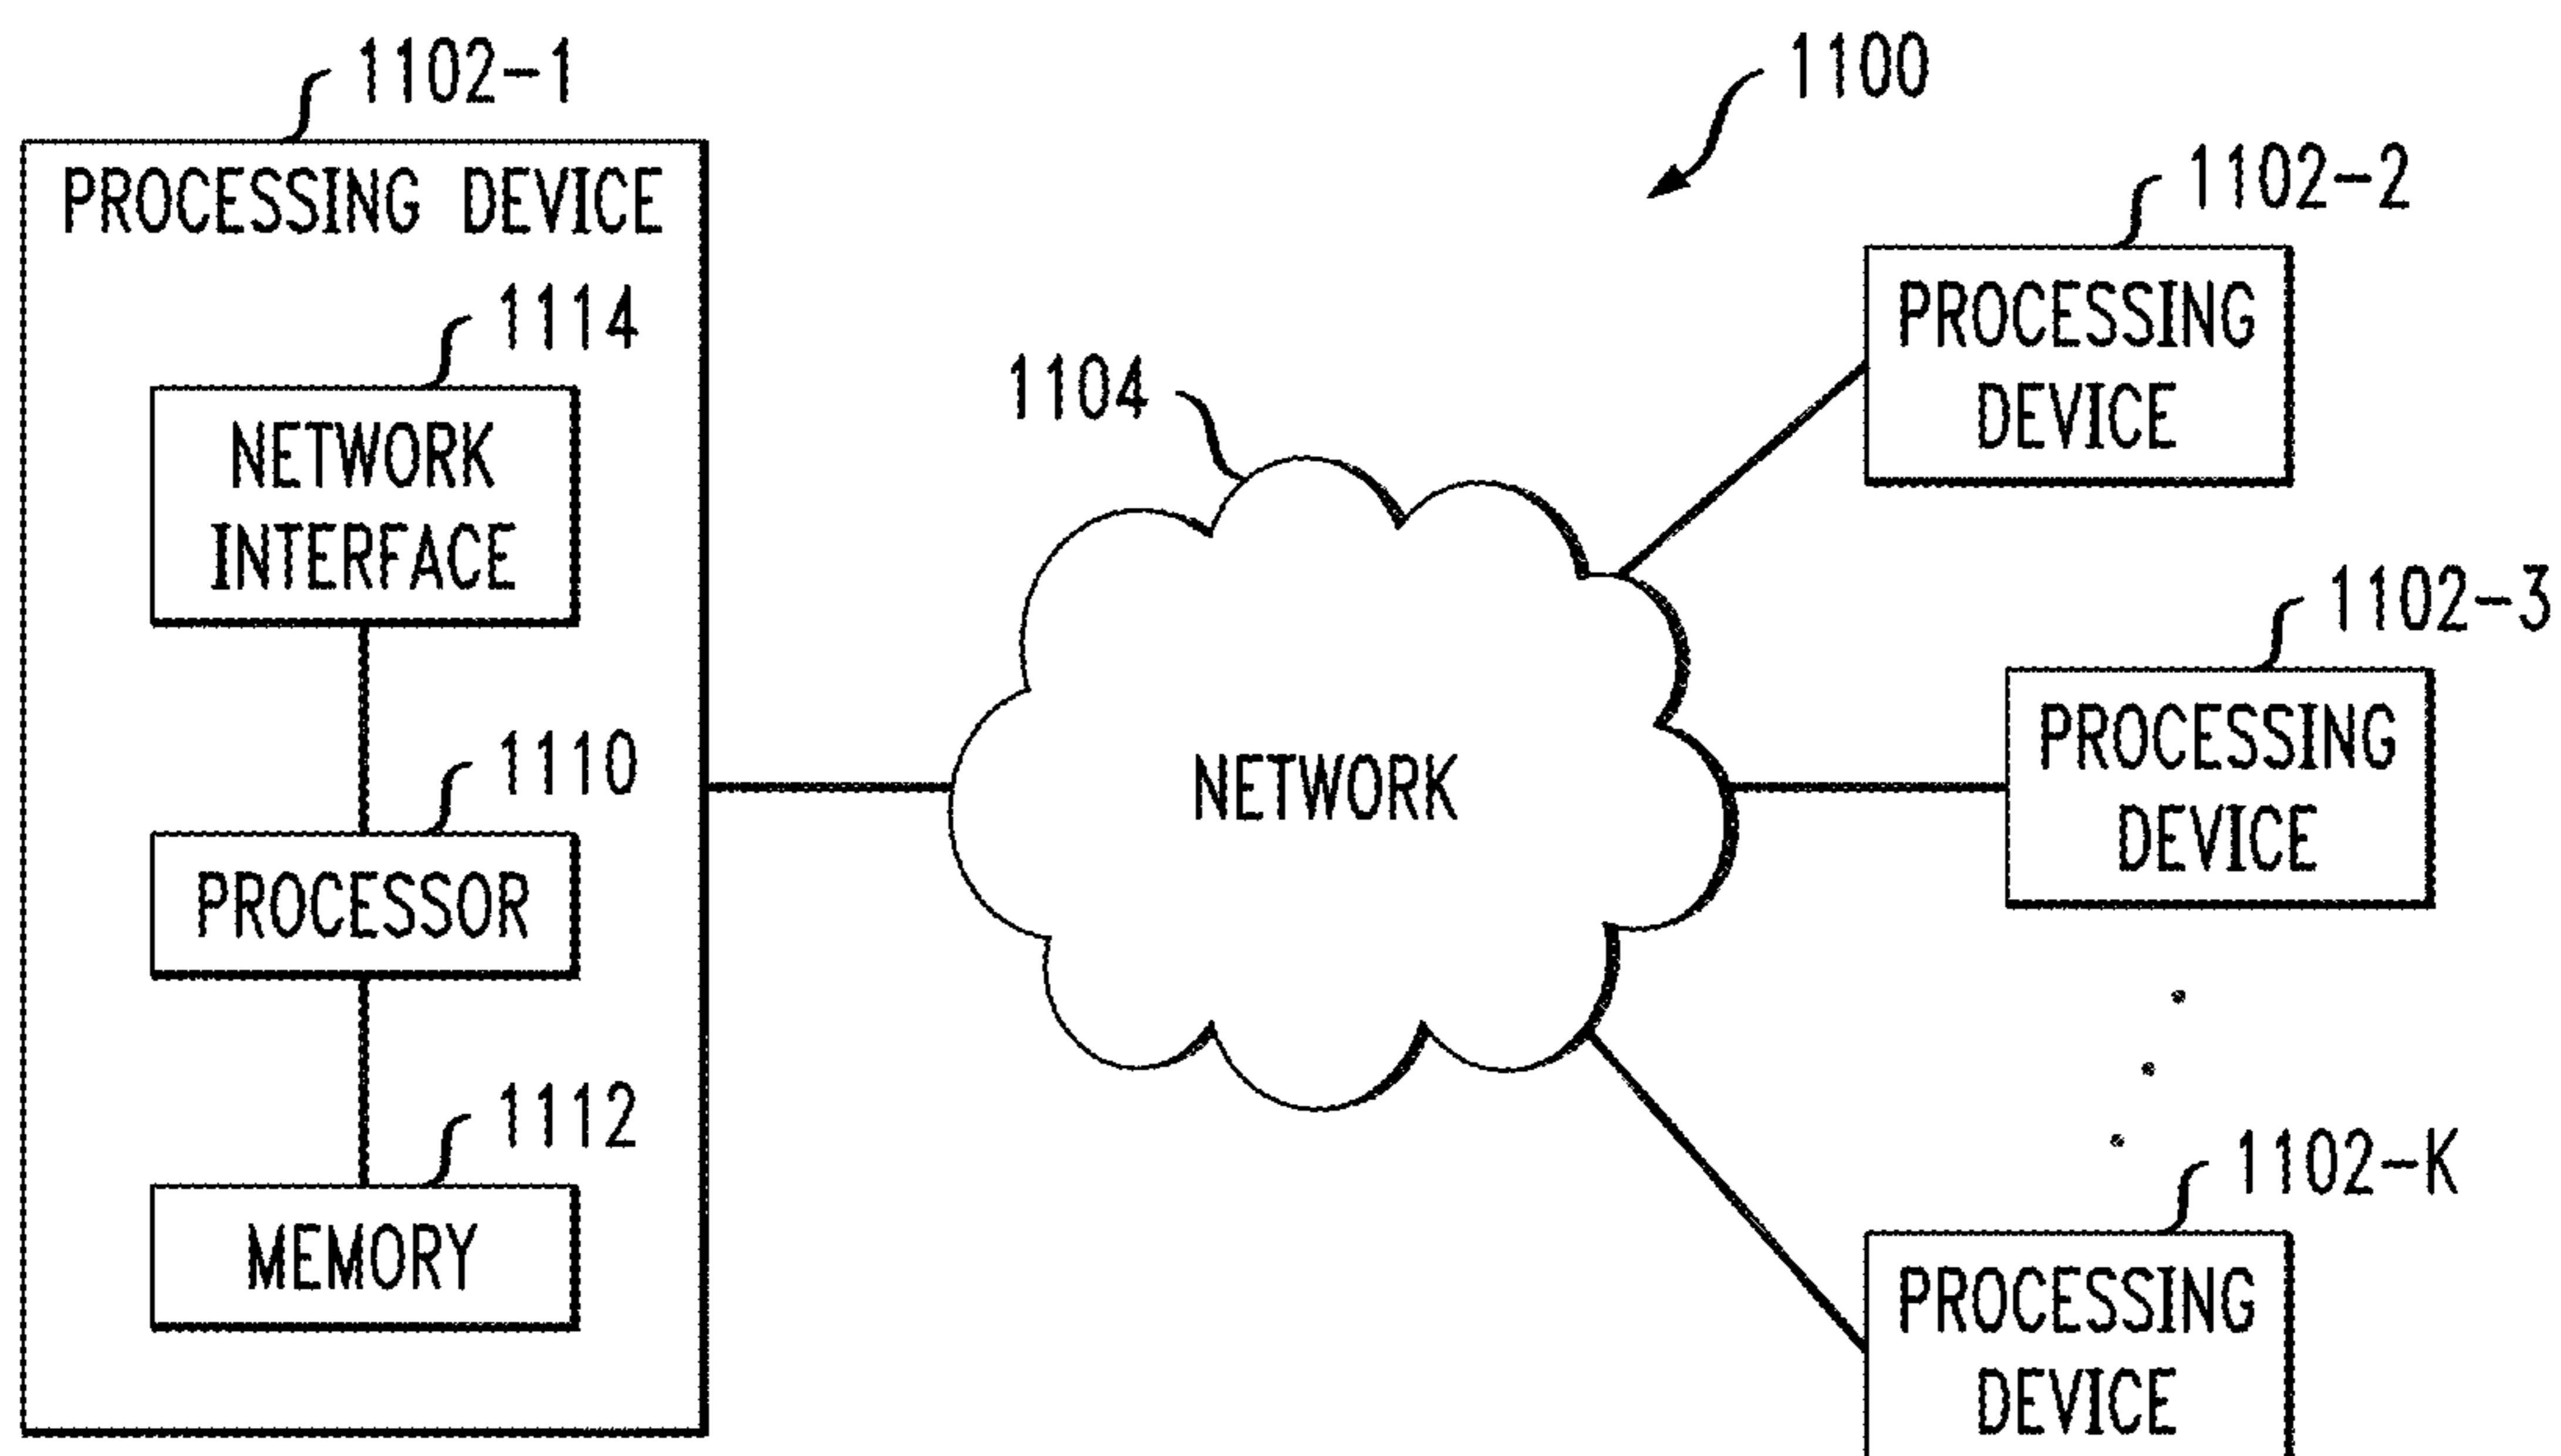 1102-1
PROCESSING DEVICE
1114
NETWORK
INTERFACE
1110
PROCESSOR
1112
MEMORY
1104
NETWORK
1100
1102-2
PROCESSING
DEVICE
1102-3
PROCESSING
DEVICE
1102-K
PROCESSING
DEVICE